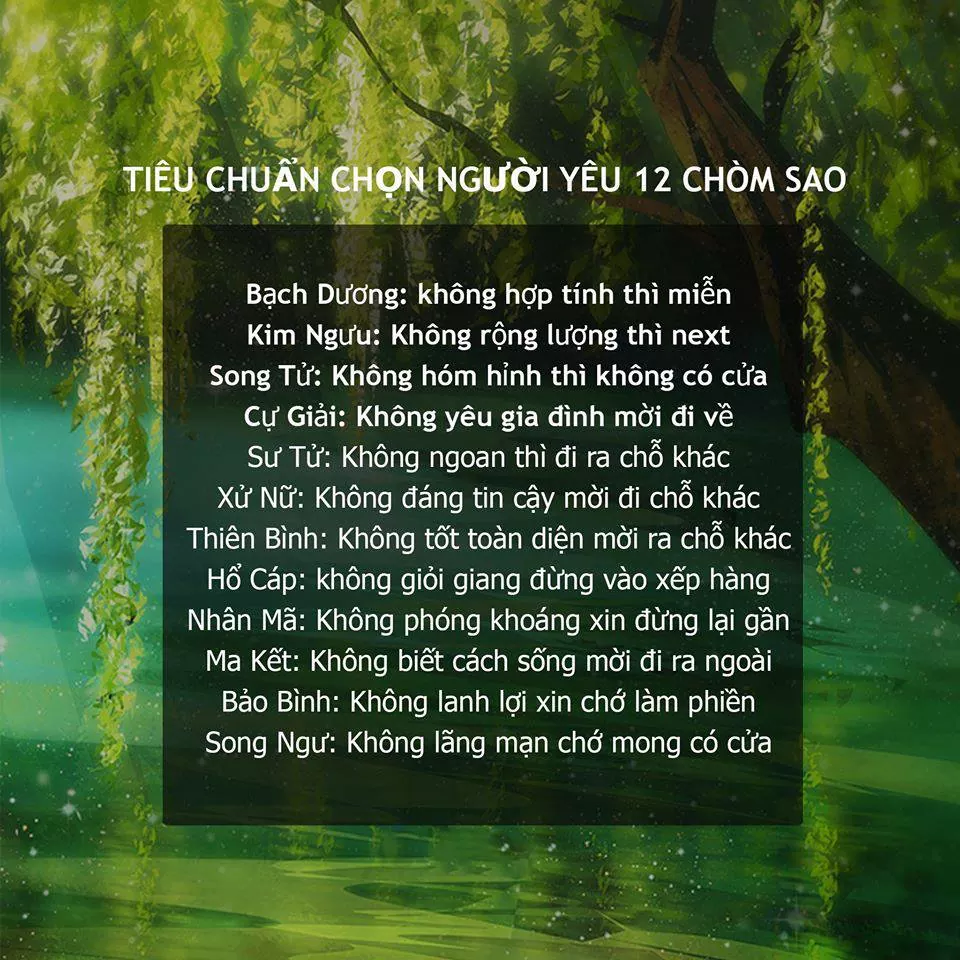 TIÊU CHUẨN CHỌN NGƯỜI YÊU 12 CHÒM SAO
Bạch Dương: không hợp tính thì miễn
Kim Ngưu: Không rộng lượng thì next
Song Tử: Không hóm hỉnh thì không có cửa
Cự Giải: Không yêu gia đình mời đi về
Sư Tử: Không ngoan thì đi ra chỗ khác
Xử Nữ: Không đáng tin cậy mời đi chỗ khác
Thiên Bình: Không tốt toàn diện mời ra chỗ khác
Hổ Cáp: không giỏi giang đừng vào xếp hàng
Nhân Mã: Không phóng khoáng xin đừng lại gần
Ma Kết: Không biết cách sống mời đi ra ngoài
Bảo Bình: Không lanh lợi xin chớ làm phiền
Song Ngư: Không lãng mạn chớ mong có cửa